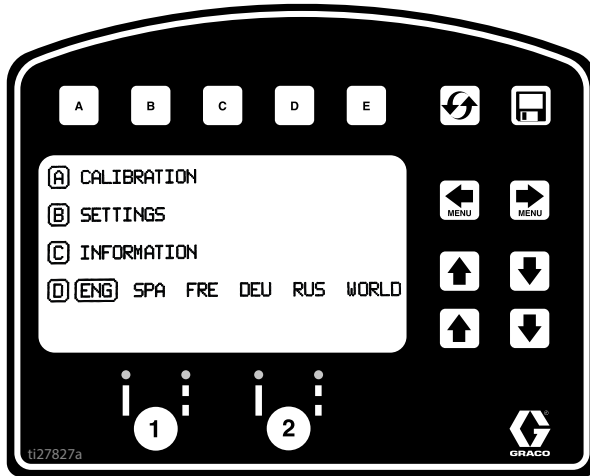 A B C D E
A CALIBRATION
MENU MENU
B SETTINGS
C INFORMATION
D ENG SPA FRE DEU RUS WORLD
1 2
ti27827a
GRACO